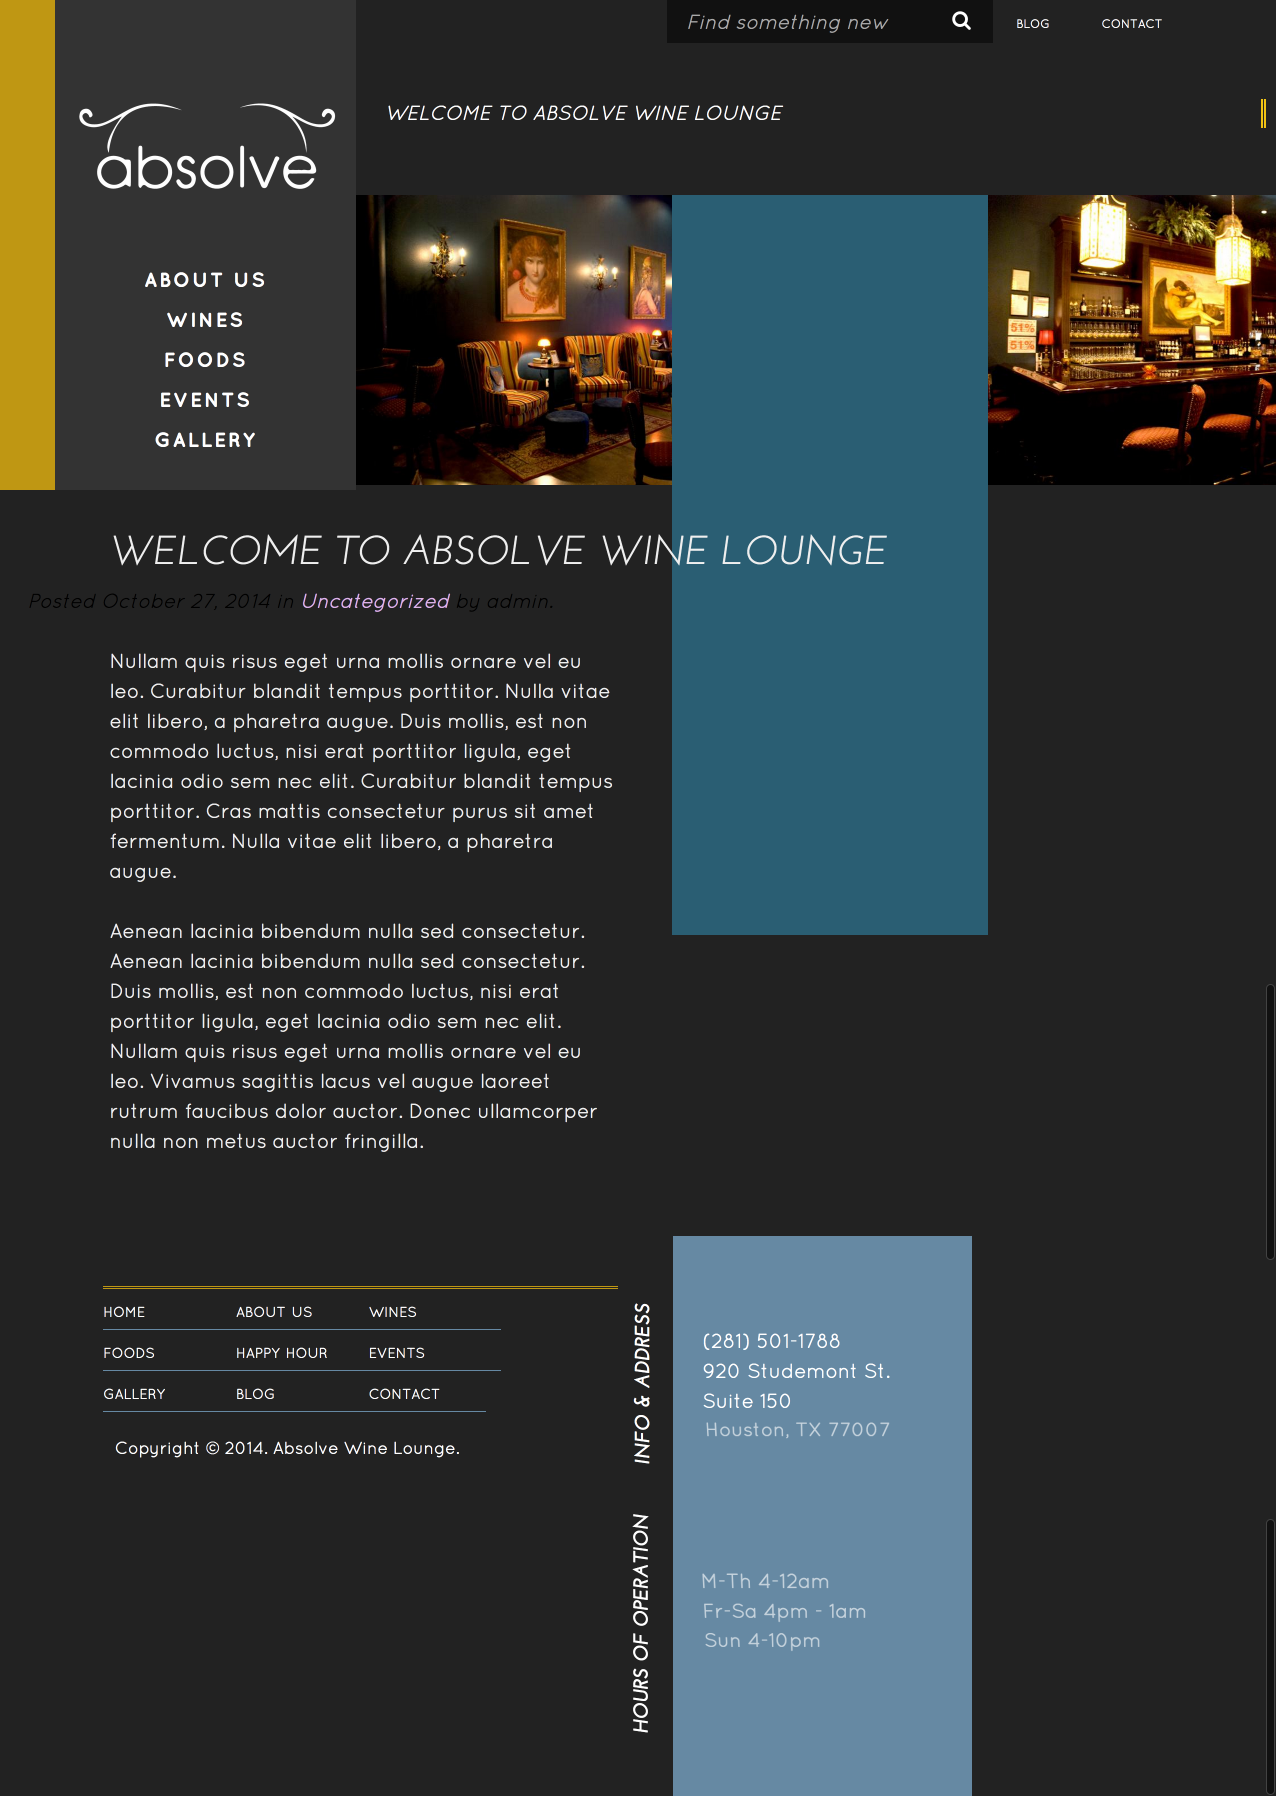 Find something new
BLOG
CONTACT
WELCOME TO ABSOLVE WINE LOUNGE
absolve
ABOUT US
WINES
FOODS
EVENTS
GALLERY
51%
51%
WELCOME TO ABSOLVE WINE LOUNGE
Posted October 27, 2014 in Uncategorized by admin.
Nullam quis risus eget urna mollis ornare vel eu
leo. Curabitur blandit tempus porttitor. Nulla vitae
elit libero, a pharetra augue. Duis mollis, est non
commodo luctus, nisi erat porttitor ligula, eget
lacinia odio sem nec elit. Curabitur blandit tempus
porttitor. Cras mattis consectetur purus sit amet
fermentum. Nulla vitae elit libero, a pharetra
augue.
Aenean lacinia bibendum nulla sed consectetur.
Aenean lacinia bibendum nulla sed consectetur.
Duis mollis, est non commodo luctus, nisi erat
porttitor ligula, eget lacinia odio sem nec elit.
Nullam quis risus eget urna mollis ornare vel eu
leo. Vivamus sagittis lacus vel augue laoreet
rutrum faucibus dolor auctor. Donec ullamcorper
nulla non metus auctor fringilla.
HOME ABOUT US WINES
FOODS HAPPY HOUR EVENTS
GALLERY BLOG CONTACT
Copyright © 2014. Absolve Wine Lounge.
INFO & ADDRESS
(281) 501-1788
920 Studemont St.
Suite 150
Houston, TX 77007
HOURS OF OPERATION
M-Th 4-12am
Fr-Sa 4pm - 1am
Sun 4-10pm